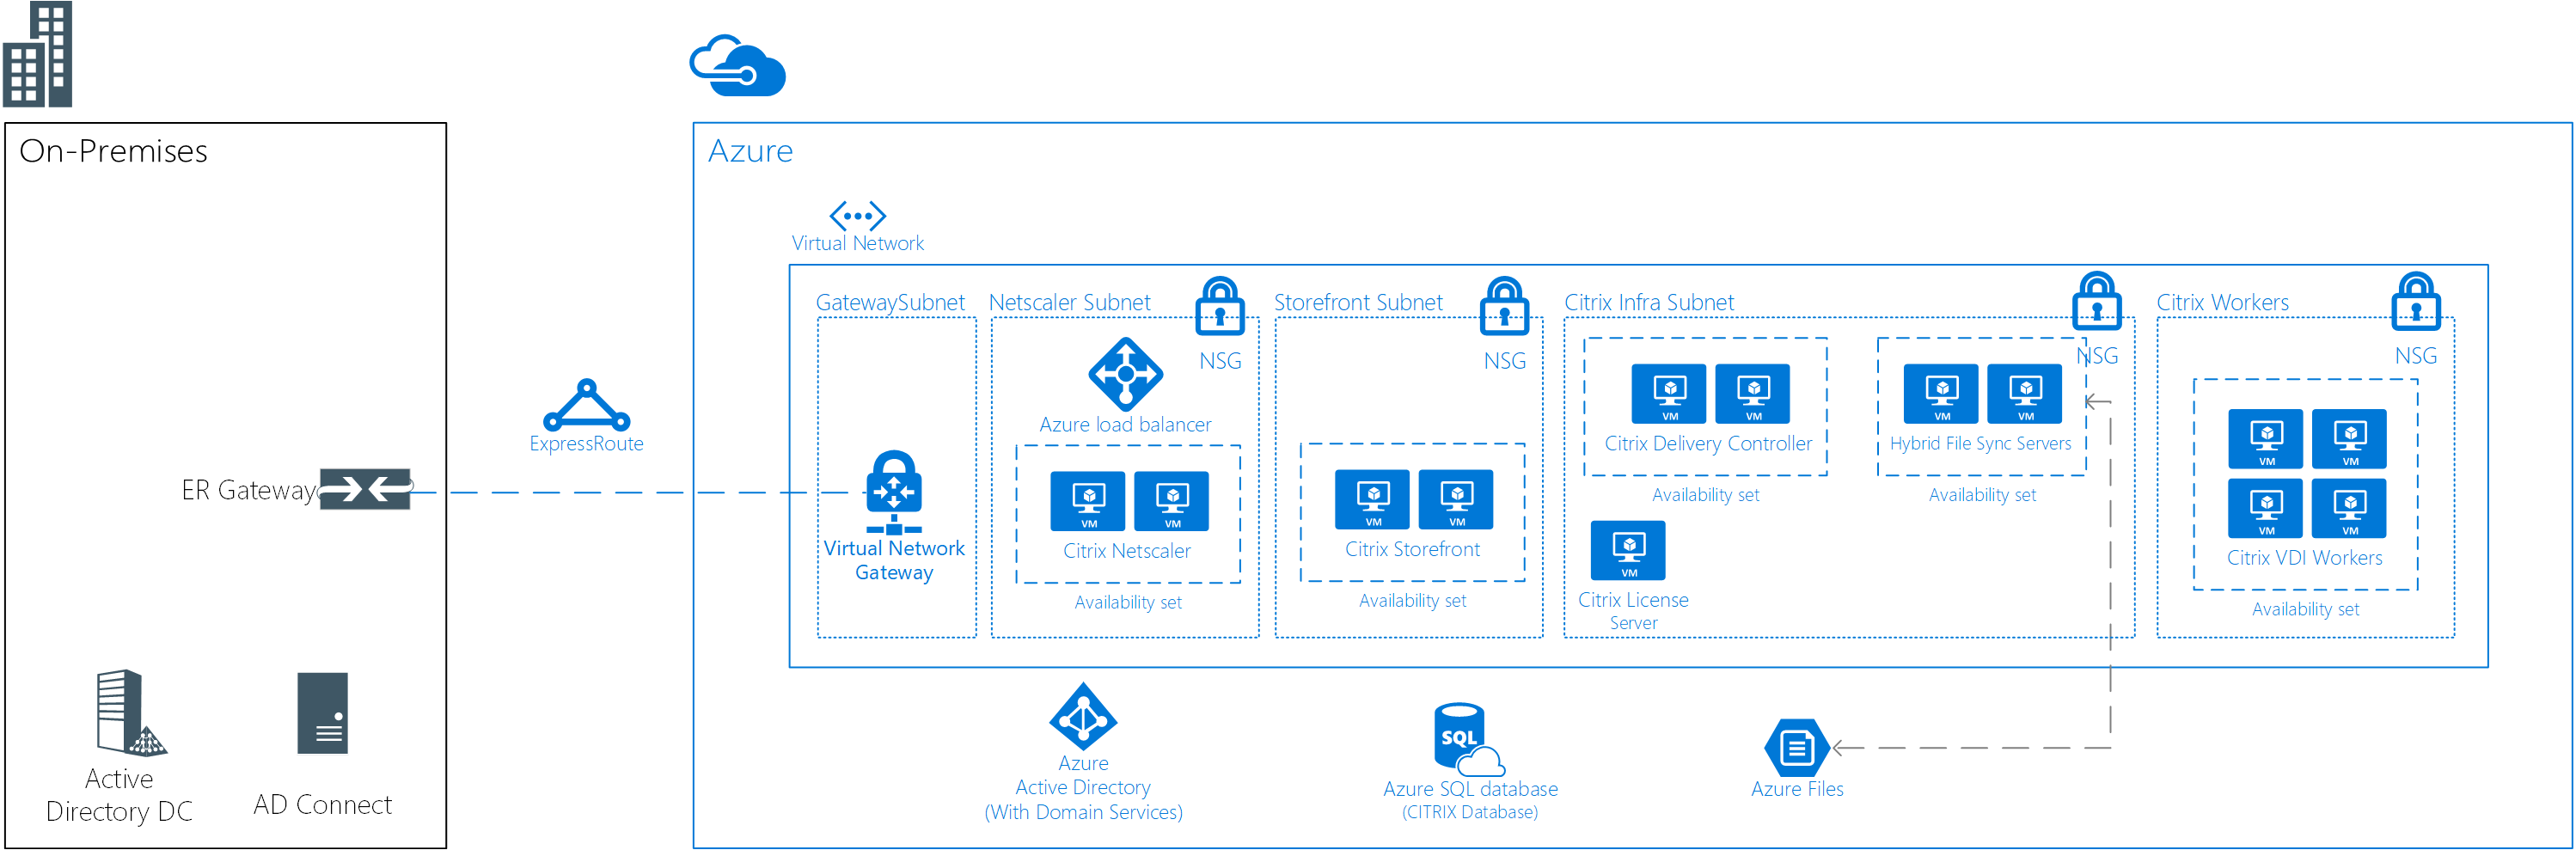 On-Premises
ER Gateway
Active
Directory DC
AD Connect
ExpressRoute
Azure
Virtual Network
GatewaySubnet
Virtual Network
Gateway
Netscaler Subnet
NSG
Azure load balancer
VM
VM
Citrix Netscaler
Availability set
Storefront Subnet
NSG
VM
VM
Citrix Storefront
Availability set
Citrix Infra Subnet
NSG
VM
VM
Citrix Delivery Controller
Availability set
VM
VM
Hybrid File Sync Servers
Availability set
VM
Citrix License
Server
Citrix Workers
NSG
VM
VM
VM
VM
Citrix VDI Workers
Availability set
Azure
Active Directory
(With Domain Services)
SQL
Azure SQL database
(CITRIX Database)
Azure Files